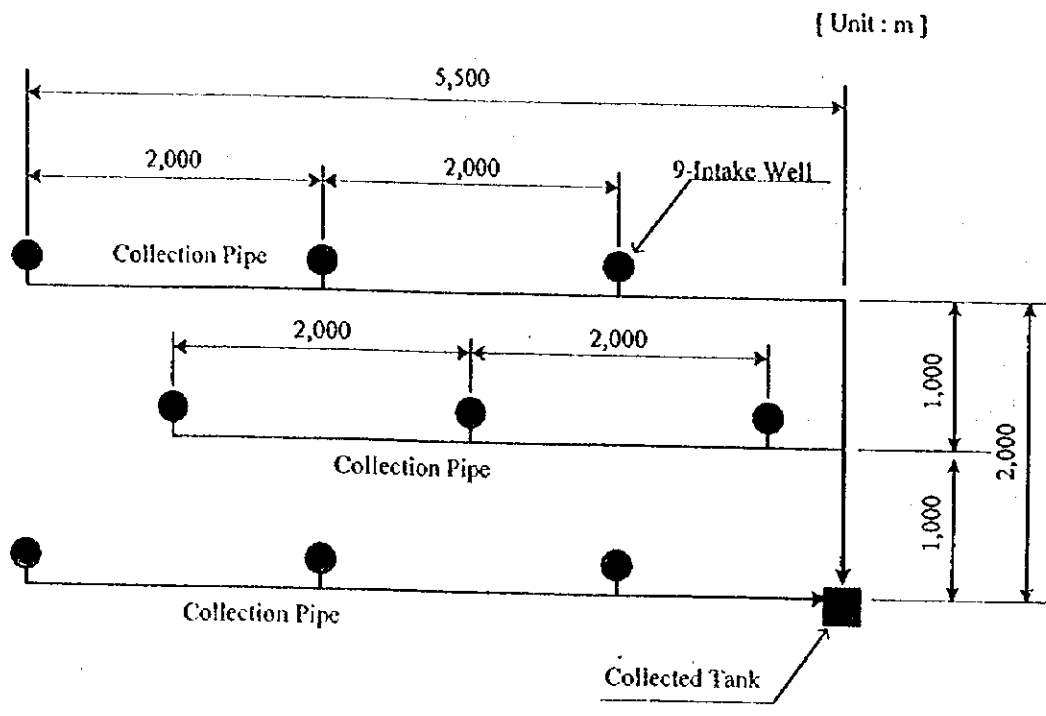 [ Unit : m ]
5,500
2,000
2,000
9-Intake Well
Collection Pipe
2,000
2,000
1,000
2,000
Collection Pipe
1,000
Collection Pipe
Collected Tank